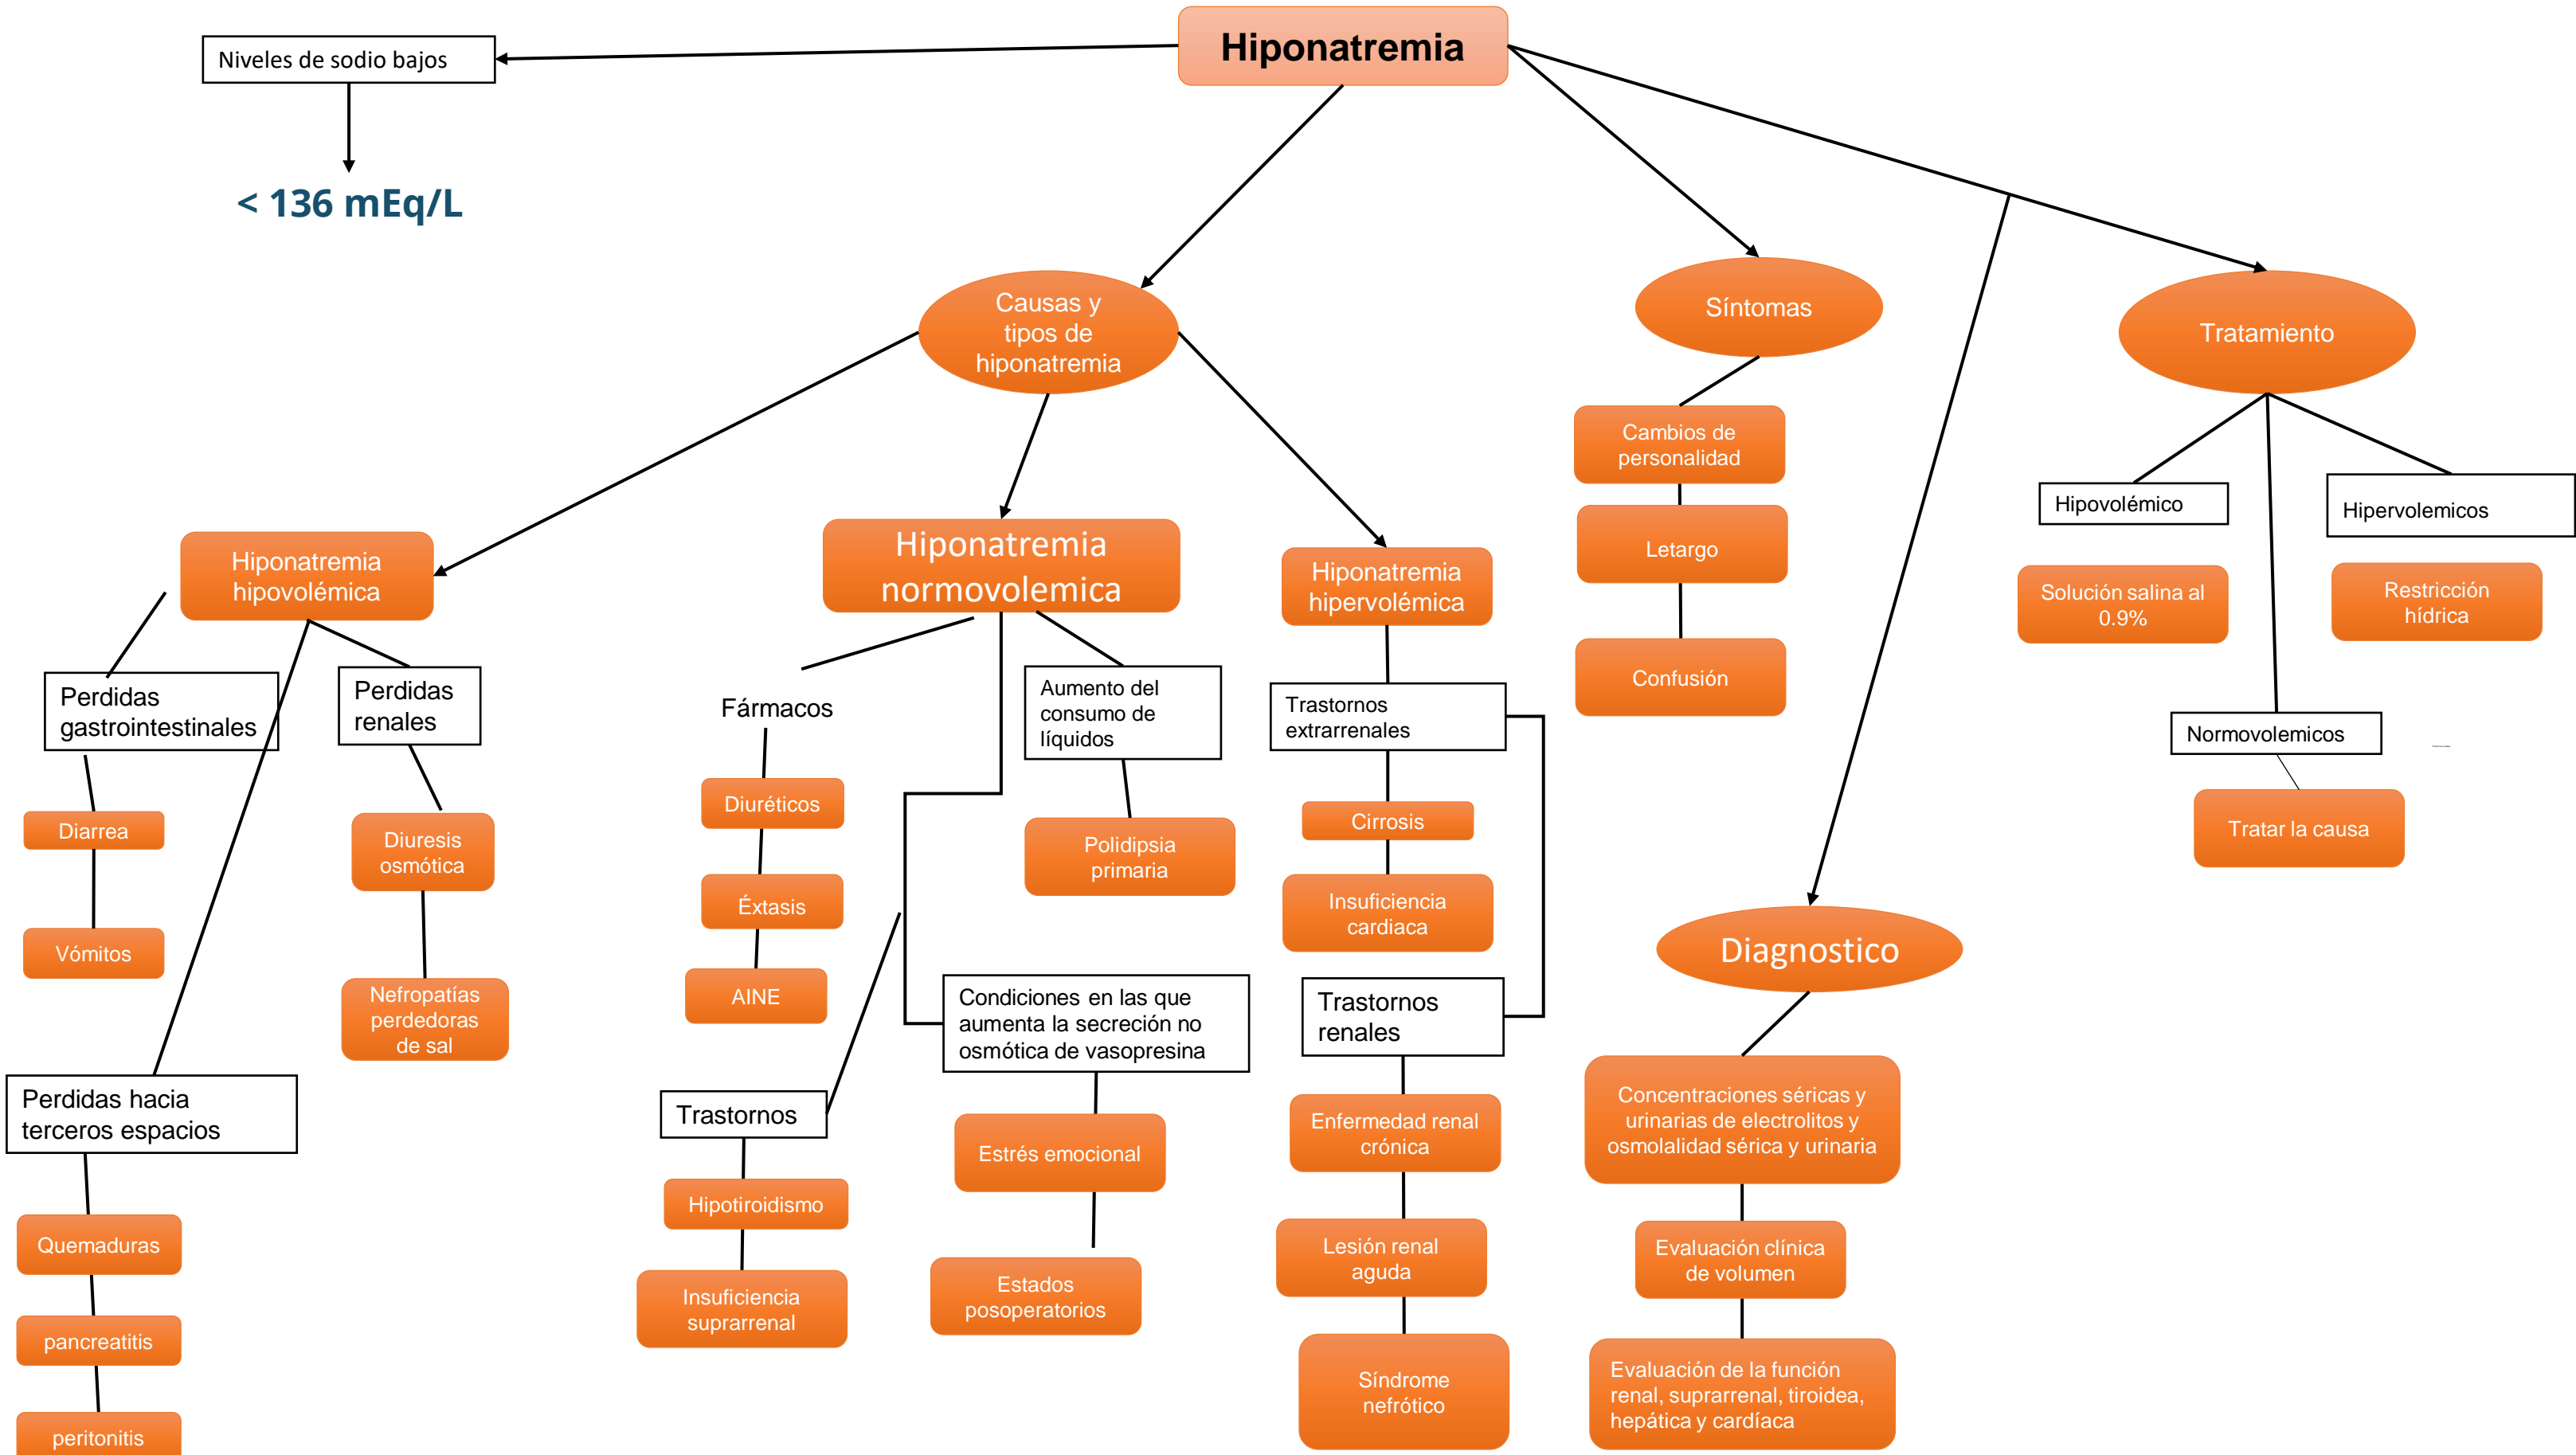 Hiponatremia
Niveles de sodio bajos
< 136 mEq/L
Causas y
tipos de
hiponatremia
Síntomas
Tratamiento
Hiponatremia
hipovolémica
Perdidas
gastrointestinales
Diarrea
Vómitos
Perdidas
renales
Diuresis
osmótica
Nefropatías
perdedoras
de sal
Perdidas hacia
terceros espacios
Quemaduras
pancreatitis
peritonitis
Hiponatremia
normovolemica
Fármacos
Diuréticos
Éxtasis
AINE
Aumento del
consumo de
líquidos
Polidipsia
primaria
Condiciones en las que
aumenta la secreción no
osmótica de vasopresina
Estrés emocional
Estados
posoperatorios
Trastornos
Hipotiroidismo
Insuficiencia
suprarrenal
Hiponatremia
hipervolémica
Trastornos
extrarrenales
Cirrosis
Insuficiencia
cardiaca
Trastornos
renales
Enfermedad renal
crónica
Lesión renal
aguda
Síndrome
nefrótico
Cambios de
personalidad
Letargo
Confusión
Diagnostico
Concentraciones séricas y
urinarias de electrolitos y
osmolalidad sérica y urinaria
Evaluación clínica
de volumen
Evaluación de la función
renal, suprarrenal, tiroidea,
hepática y cardíaca
Hipovolémico
Solución salina al
0.9%
Hipervolemicos
Restricción
hídrica
Normovolemicos
Tratar la causa